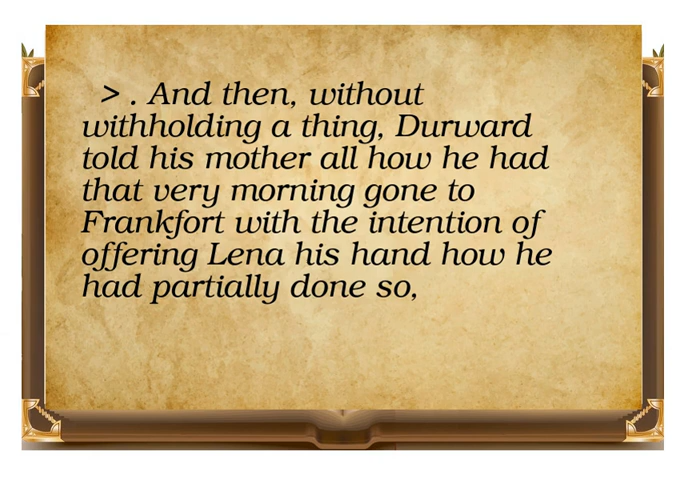 > . And then, without
withholding a thing, Durward
told his mother all how he had
that very morning gone to
Frankfort with the intention of
offering Lena his hand how he
had partially done so,